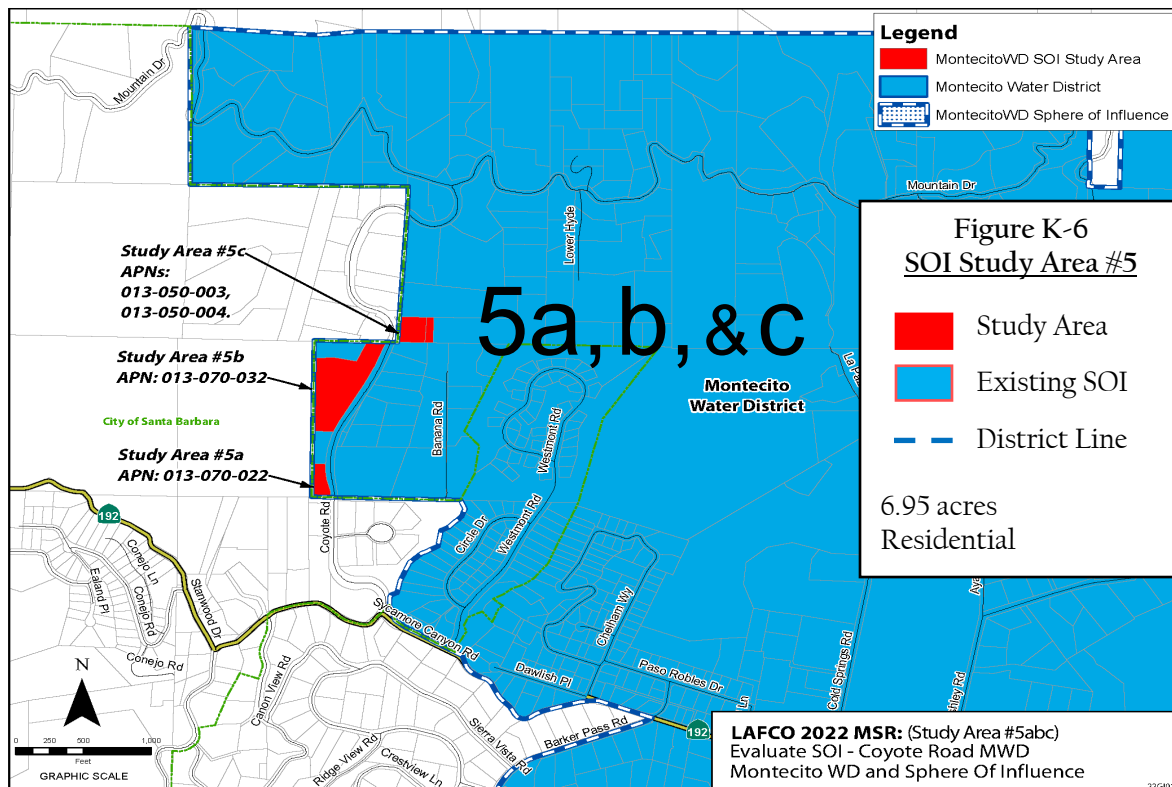 Legend
MontecitoWD SOI Study Area
Montecito Water District
MontecitoWD Sphere of Influence
Mountain Dr
Mountain Dr
Figure K-6
SOI Study Area #5
Study Area
Existing SOI
District Line
6.95 acres
Residential
Study Area #5c
APNs:
013-050-003,
013-050-004.
Lower Hyde
5a, b, & c
Study Area #5b
APN: 013-070-032
Montecito
Water District
City of Santa Barbara
Banana Rd
Westmont Rd
Study Area #5a
APN: 013-070-022
192
Coyote Rd
Circle Dr
Westmont Rd
Conejo Ln
Ealand Pl
Conejo Rd
Stanwood Dr
Sycamore Canyon Rd
Chelham Wy
Conejo Rd
N
Canon View Rd
Dawlish Pl
Paso Robles Dr
Ln
Cold Springs Rd
Sierra Vista Rd
Barker Pass Rd
192
Ridge View Rd
Crestview Ln
0 250 500 1,000
Feet
GRAPHIC SCALE
LAFCO 2022 MSR: (Study Area #5abc)
Evaluate SOI - Coyote Road MWD
Montecito WD and Sphere Of Influence